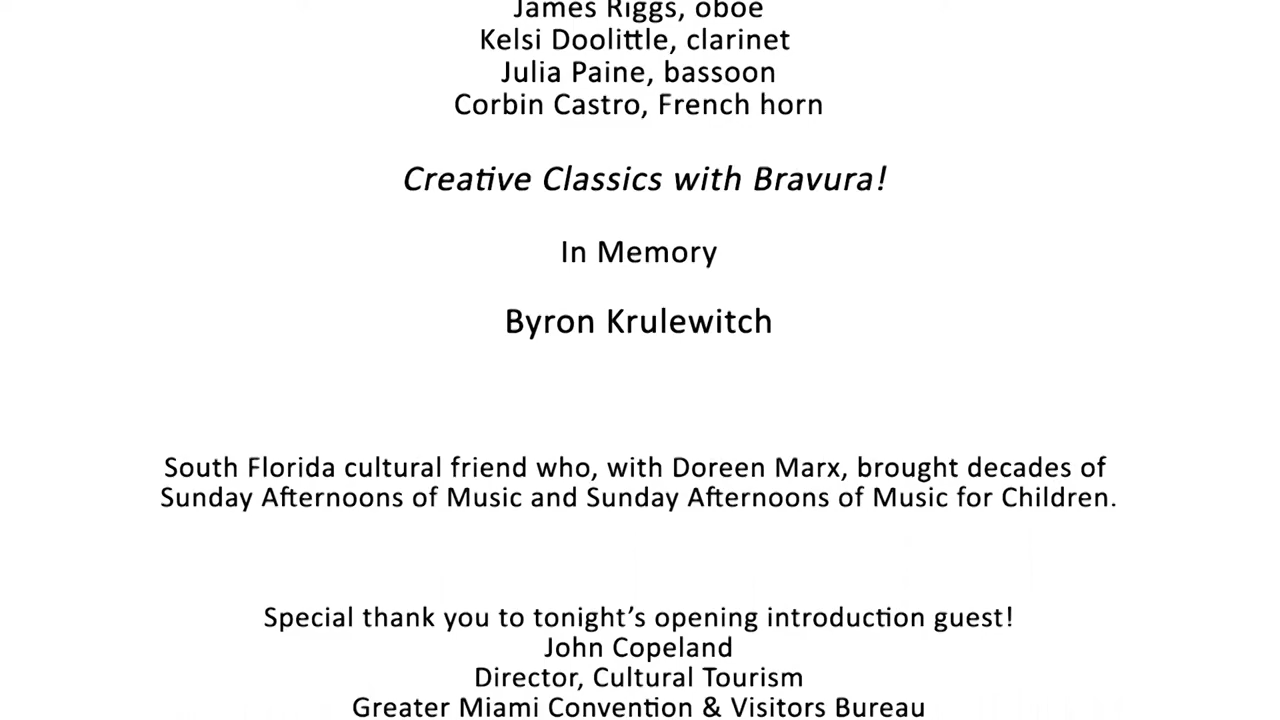 James Riggs, oboe
Kelsi Doolittle, clarinet
Julia Paine, bassoon
Corbin Castro, French horn
Creative Classics with Bravura!
In Memory
Byron Krulewitch
South Florida cultural friend who, with Doreen Marx, brought decades of
Sunday Afternoons of Music and Sunday Afternoons of Music for Children.
Special thank you to tonight’s opening introduction guest!
John Copeland
Director, Cultural Tourism
Greater Miami Convention & Visitors Bureau